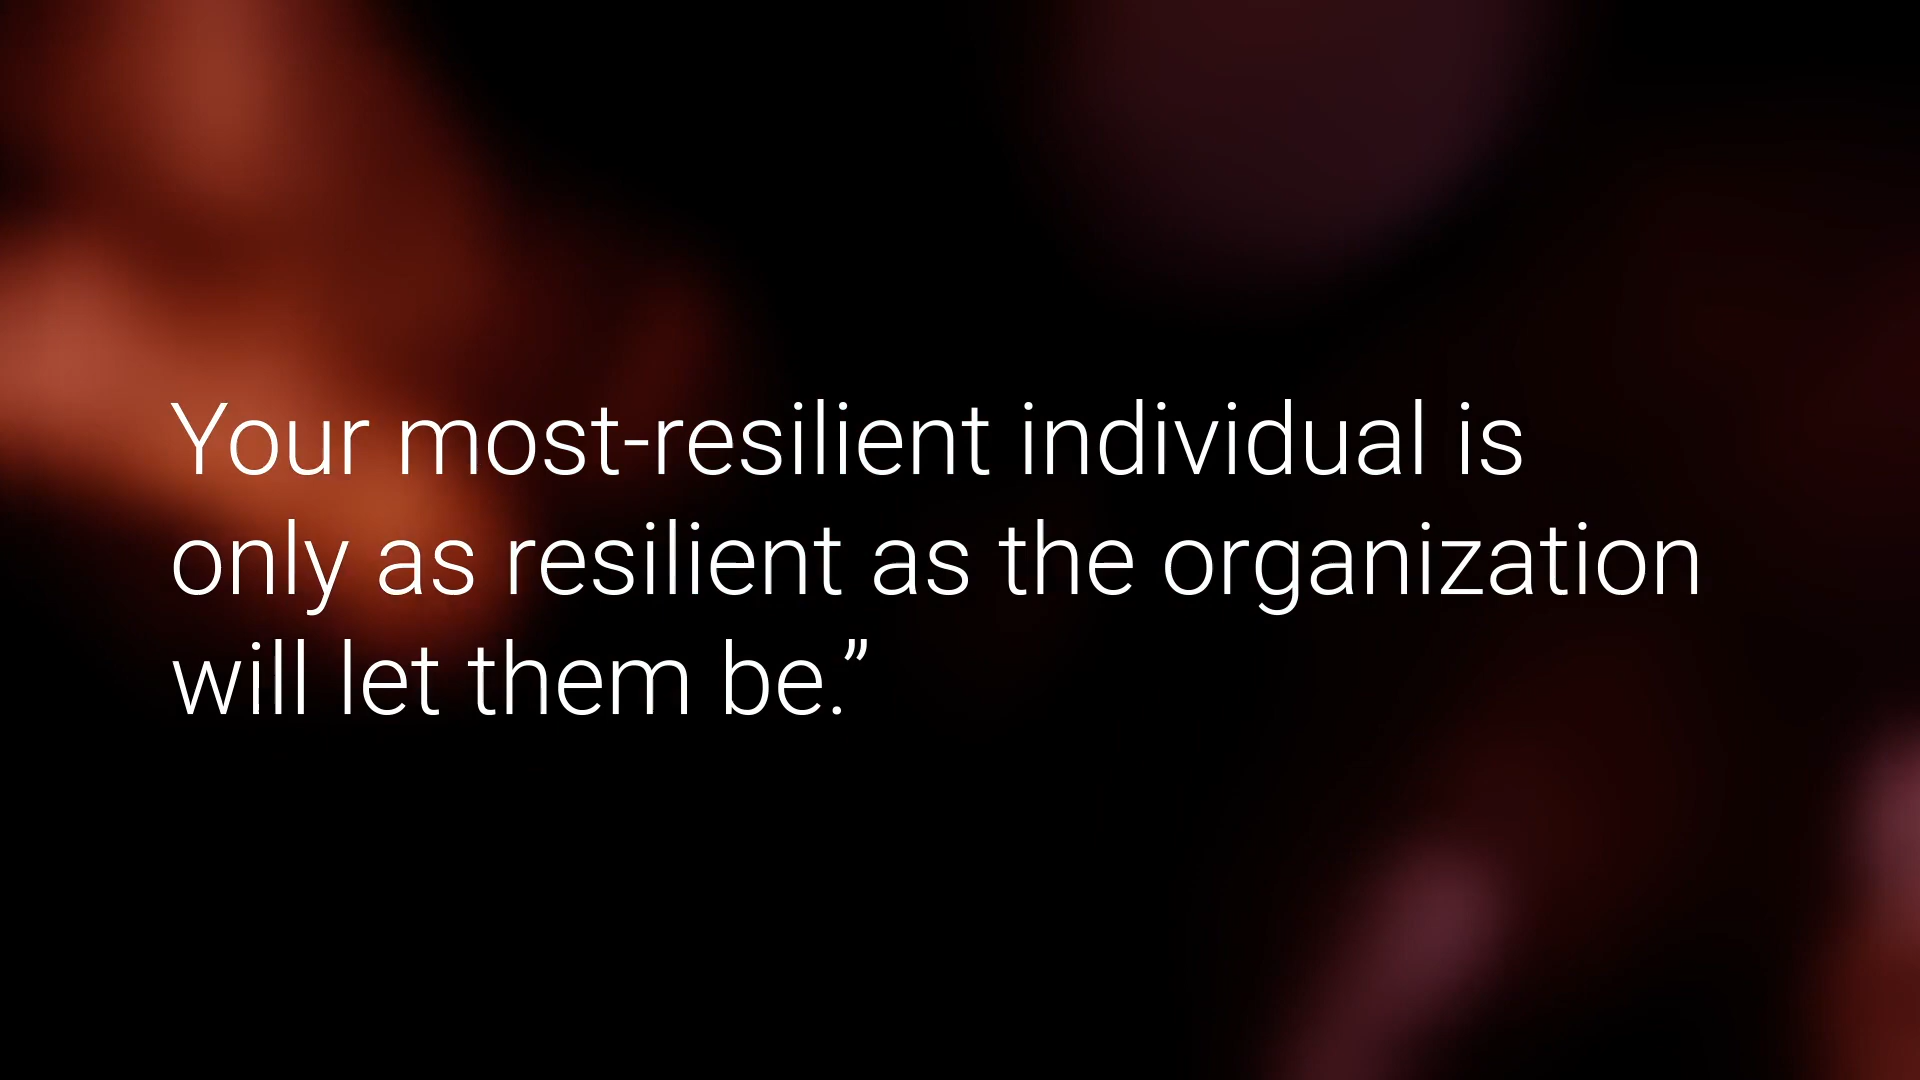 Your most-resilient individual is
only as resilient as the organization
will let them be.”